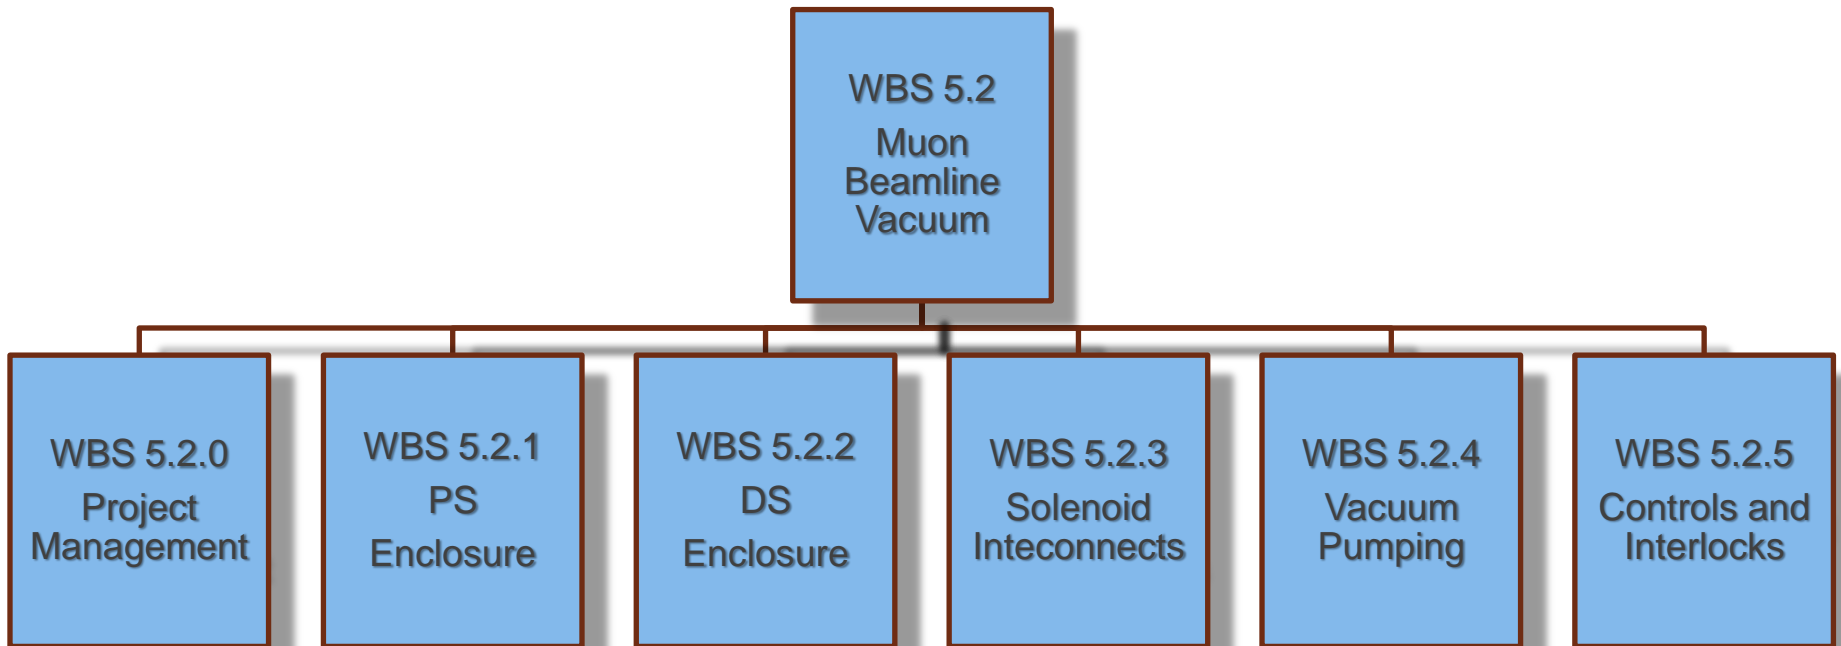 WBS 5.2
Muon
Beamline
Vacuum
WBS 5.2.0
Project
Management
WBS 5.2.1
PS
Enclosure
WBS 5.2.2
DS
Enclosure
WBS 5.2.3
Solenoid
Inteconnects
WBS 5.2.4
Vacuum
Pumping
WBS 5.2.5
Controls and
Interlocks